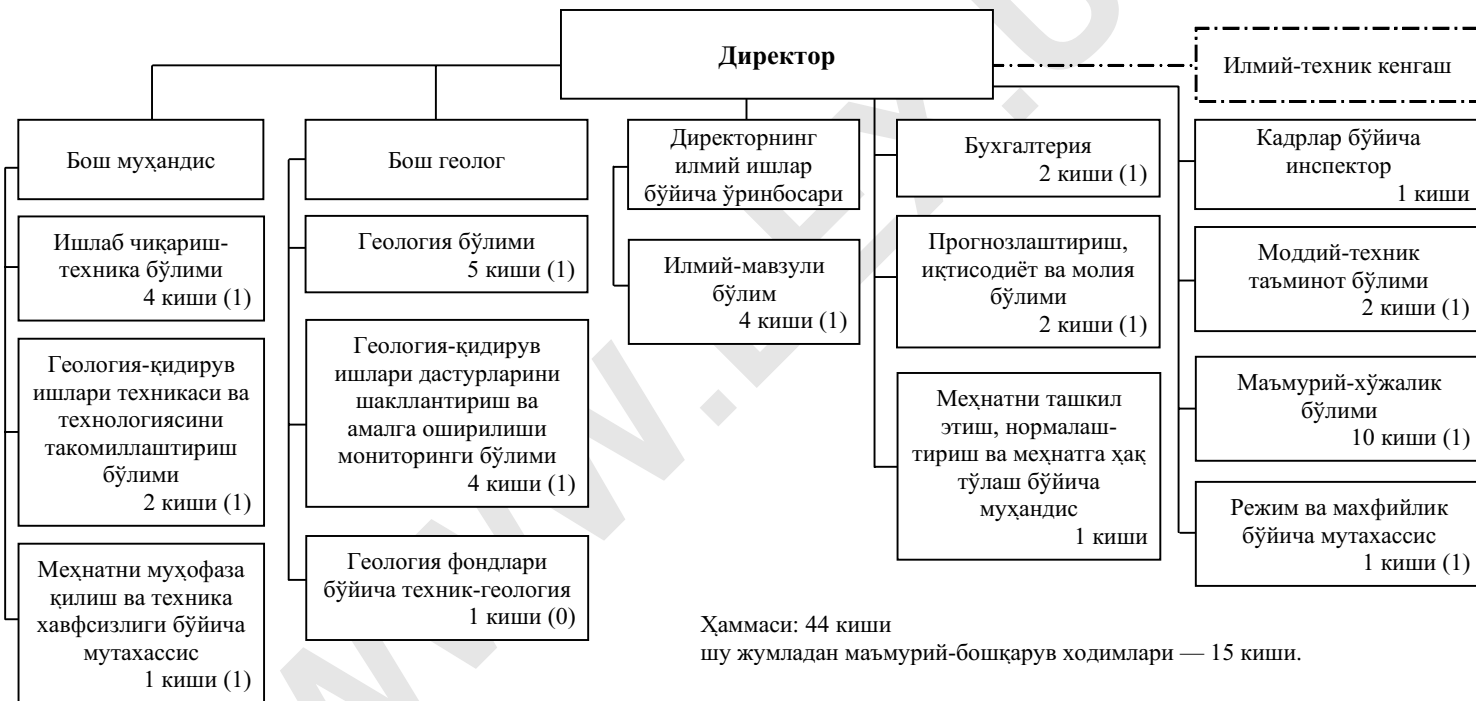 Директор
Илмий-техник кенгаш
Бош муҳандис
Ишлаб чиқариш-
техника бўлими
4 киши (1)
Геология-қидирув
ишлари техникаси ва
технологиясини
такомиллаштириш
бўлими
2 киши (1)
Меҳнатни муҳофаза
қилиш ва техника
хавфсизлиги бўйича
мутахассис
1 киши (1)
Бош геолог
Геология бўлими
5 киши (1)
Геология-қидирув
ишлари дастурларини
шакллантириш ва
амалга оширилиши
мониторинги бўлими
4 киши (1)
Геология фондлари
бўйича техник-геология
1 киши (0)
Директорнинг
илмий ишлар
бўйича ўринбосари
Илмий-мавзули
бўлим
4 киши (1)
Бухгалтерия
2 киши (1)
Прогнозлаштириш,
иқтисодиёт ва молия
бўлими
2 киши (1)
Меҳнатни ташкил
этиш, нормалаш-
тириш ва меҳнатга ҳақ
тўлаш бўйича
муҳандис
1 киши
Кадрлар бўйича
инспектор
1 киши
Моддий-техник
таъминот бўлими
2 киши (1)
Маъмурий-хўжалик
бўлими
10 киши (1)
Режим ва махфийлик
бўйича мутахассис
1 киши (1)
Ҳаммаси: 44 киши
шу жумладан маъмурий-бошқарув ходимлари — 15 киши.